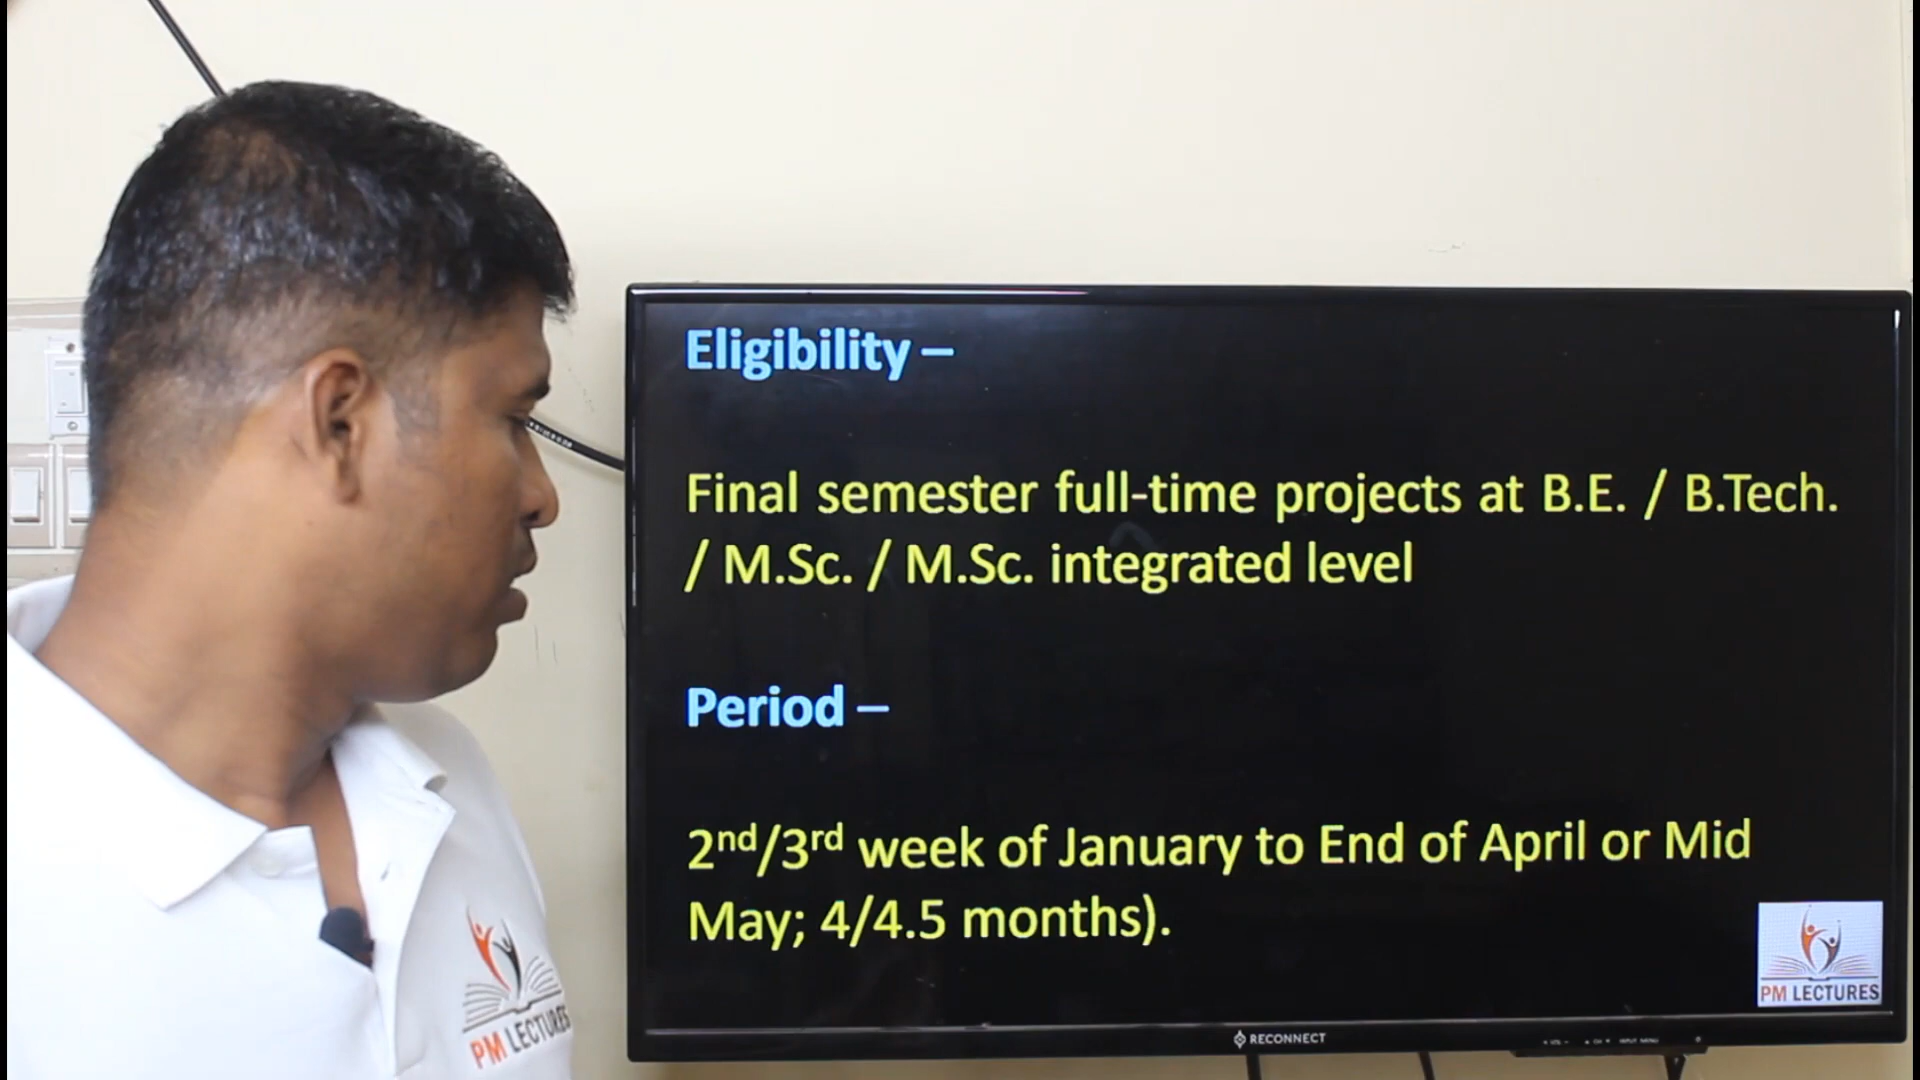 Eligibility –
Final semester full-time projects at B.E. / B.Tech.
/ M.Sc. / M.Sc. integrated level
Period –
2nd/3rd week of January to End of April or Mid
May; 4/4.5 months).
PM LECTURES
PM LECTURES
RECONNECT